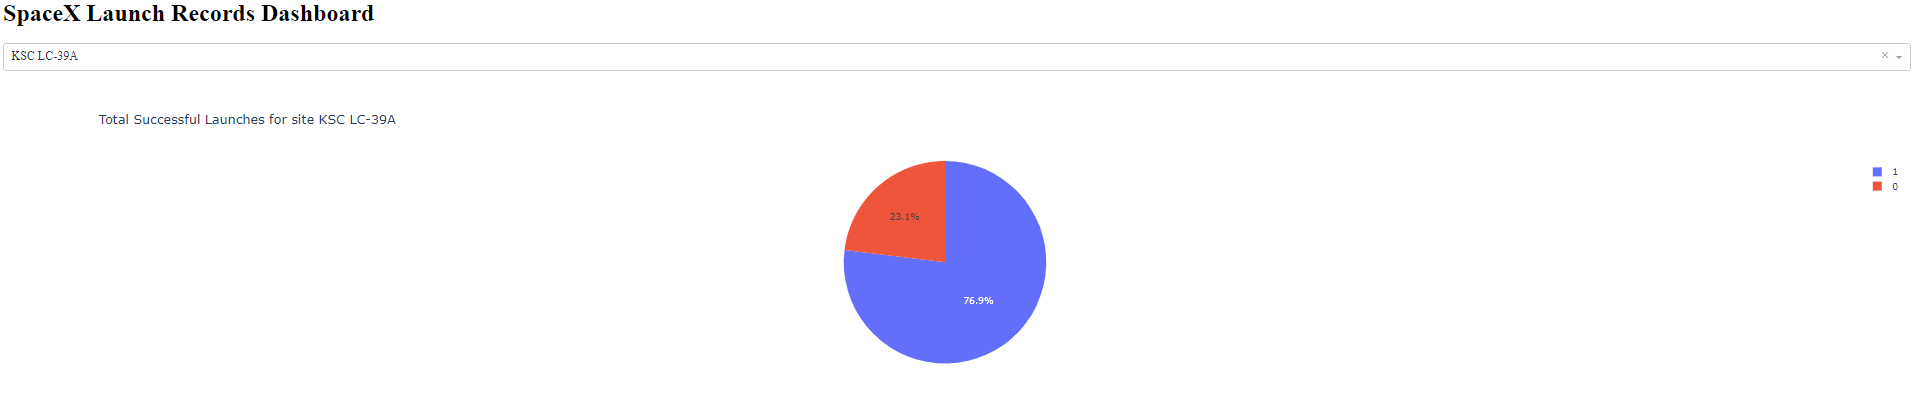 SpaceX Launch Records Dashboard
KSC LC-39A
Total Successful Launches for site KSC LC-39A
1
0
23.1%
76.9%